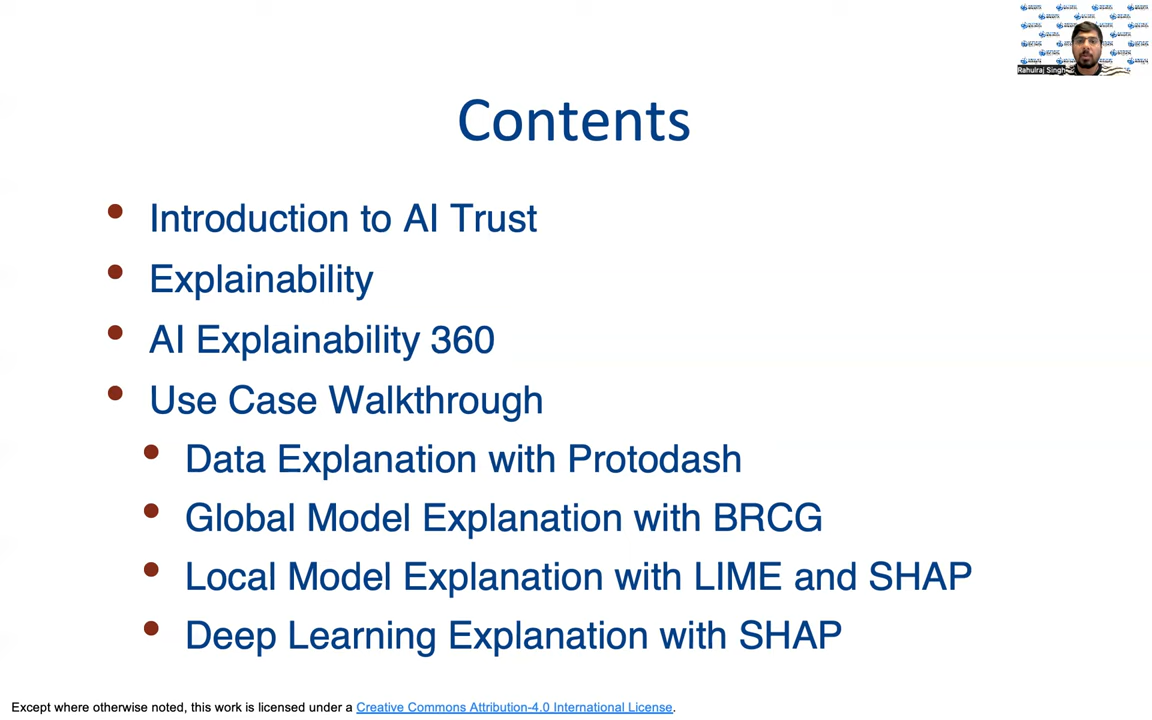 Rahulraj Singh
Contents
• Introduction to AI Trust
• Explainability
• AI Explainability 360
• Use Case Walkthrough
• Data Explanation with Protodash
• Global Model Explanation with BRCG
• Local Model Explanation with LIME and SHAP
• Deep Learning Explanation with SHAP
Except where otherwise noted, this work is licensed under a Creative Commons Attribution-4.0 International License.